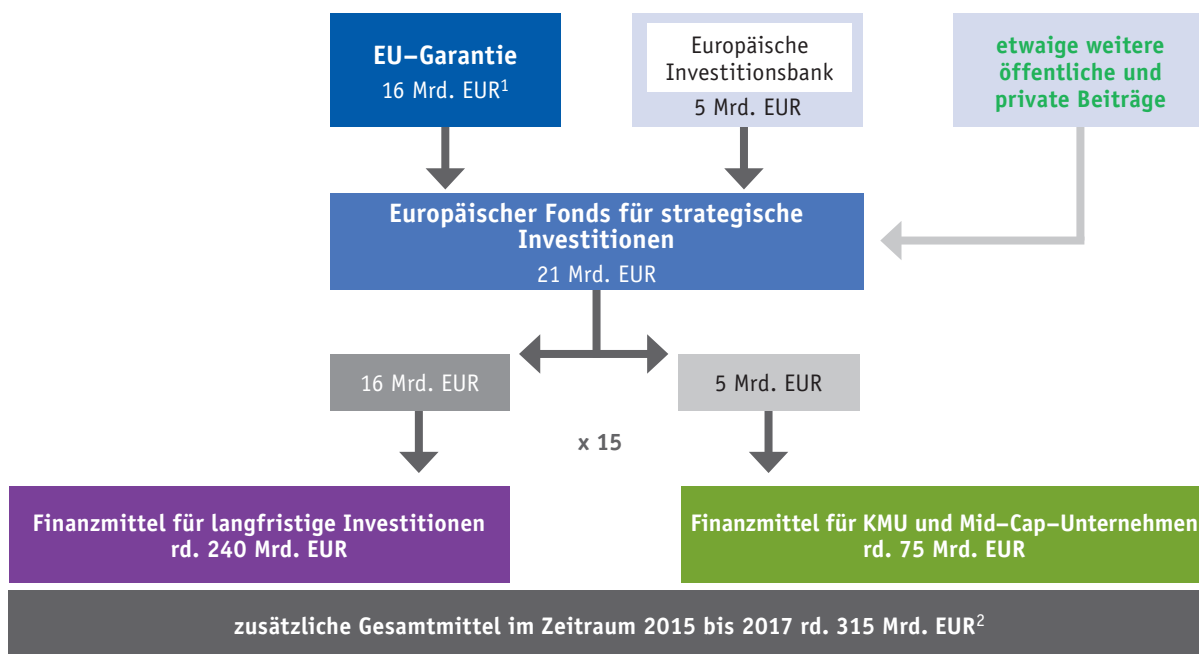 EU–Garantie
16 Mrd. EUR¹
Europäische
Investitionsbank
5 Mrd. EUR
etwaige weitere
öffentliche und
private Beiträge
Europäischer Fonds für strategische
Investitionen
21 Mrd. EUR
16 Mrd. EUR
5 Mrd. EUR
x 15
Finanzmittel für langfristige Investitionen
rd. 240 Mrd. EUR
Finanzmittel für KMU und Mid–Cap–Unternehmen
rd. 75 Mrd. EUR
zusätzliche Gesamtmittel im Zeitraum 2015 bis 2017 rd. 315 Mrd. EUR²